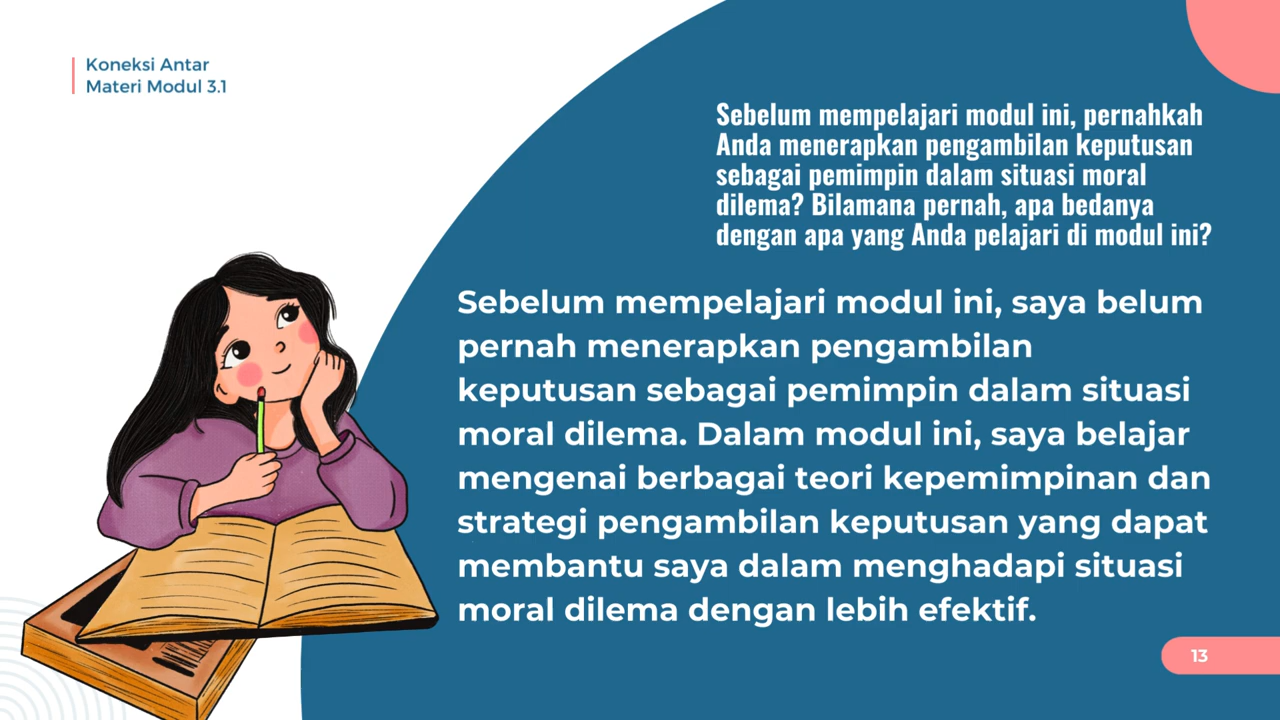 Koneksi Antar
Materi Modul 3.1
Sebelum mempelajari modul ini, pernahkah
Anda menerapkan pengambilan keputusan
sebagai pemimpin dalam situasi moral
dilema? Bilamana pernah, apa bedanya
dengan apa yang Anda pelajari di modul ini?
Sebelum mempelajari modul ini, saya belum
pernah menerapkan pengambilan
keputusan sebagai pemimpin dalam situasi
moral dilema. Dalam modul ini, saya belajar
mengenai berbagai teori kepemimpinan dan
strategi pengambilan keputusan yang dapat
membantu saya dalam menghadapi situasi
moral dilema dengan lebih efektif.
13